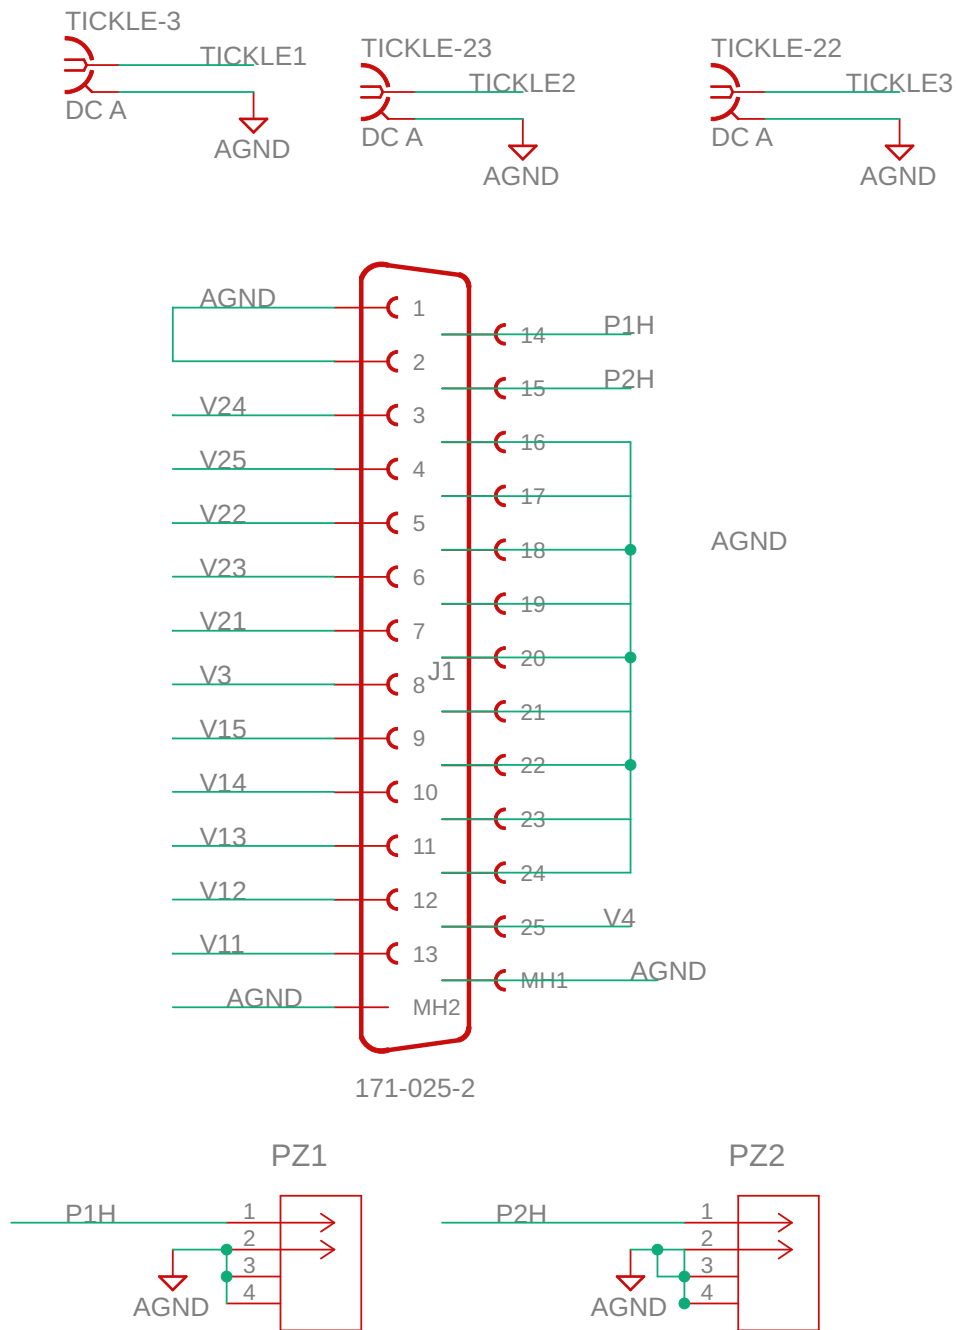 TICKLE-3
TICKLE1
DC A
AGND
TICKLE-23
TICKLE2
DC A
AGND
TICKLE-22
TICKLE3
DC A
AGND
AGND
1
2
V24
3
V25
4
V22
5
V23
6
V21
7
V3
8
V15
9
V14
10
V13
11
V12
12
V11
13
AGND
MH2
J1
14
P1H
15
P2H
16
17
18
AGND
19
20
21
22
23
24
25
V4
MH1
AGND
171-025-2
PZ1
P1H
1
2
3
4
AGND
PZ2
P2H
1
2
3
4
AGND